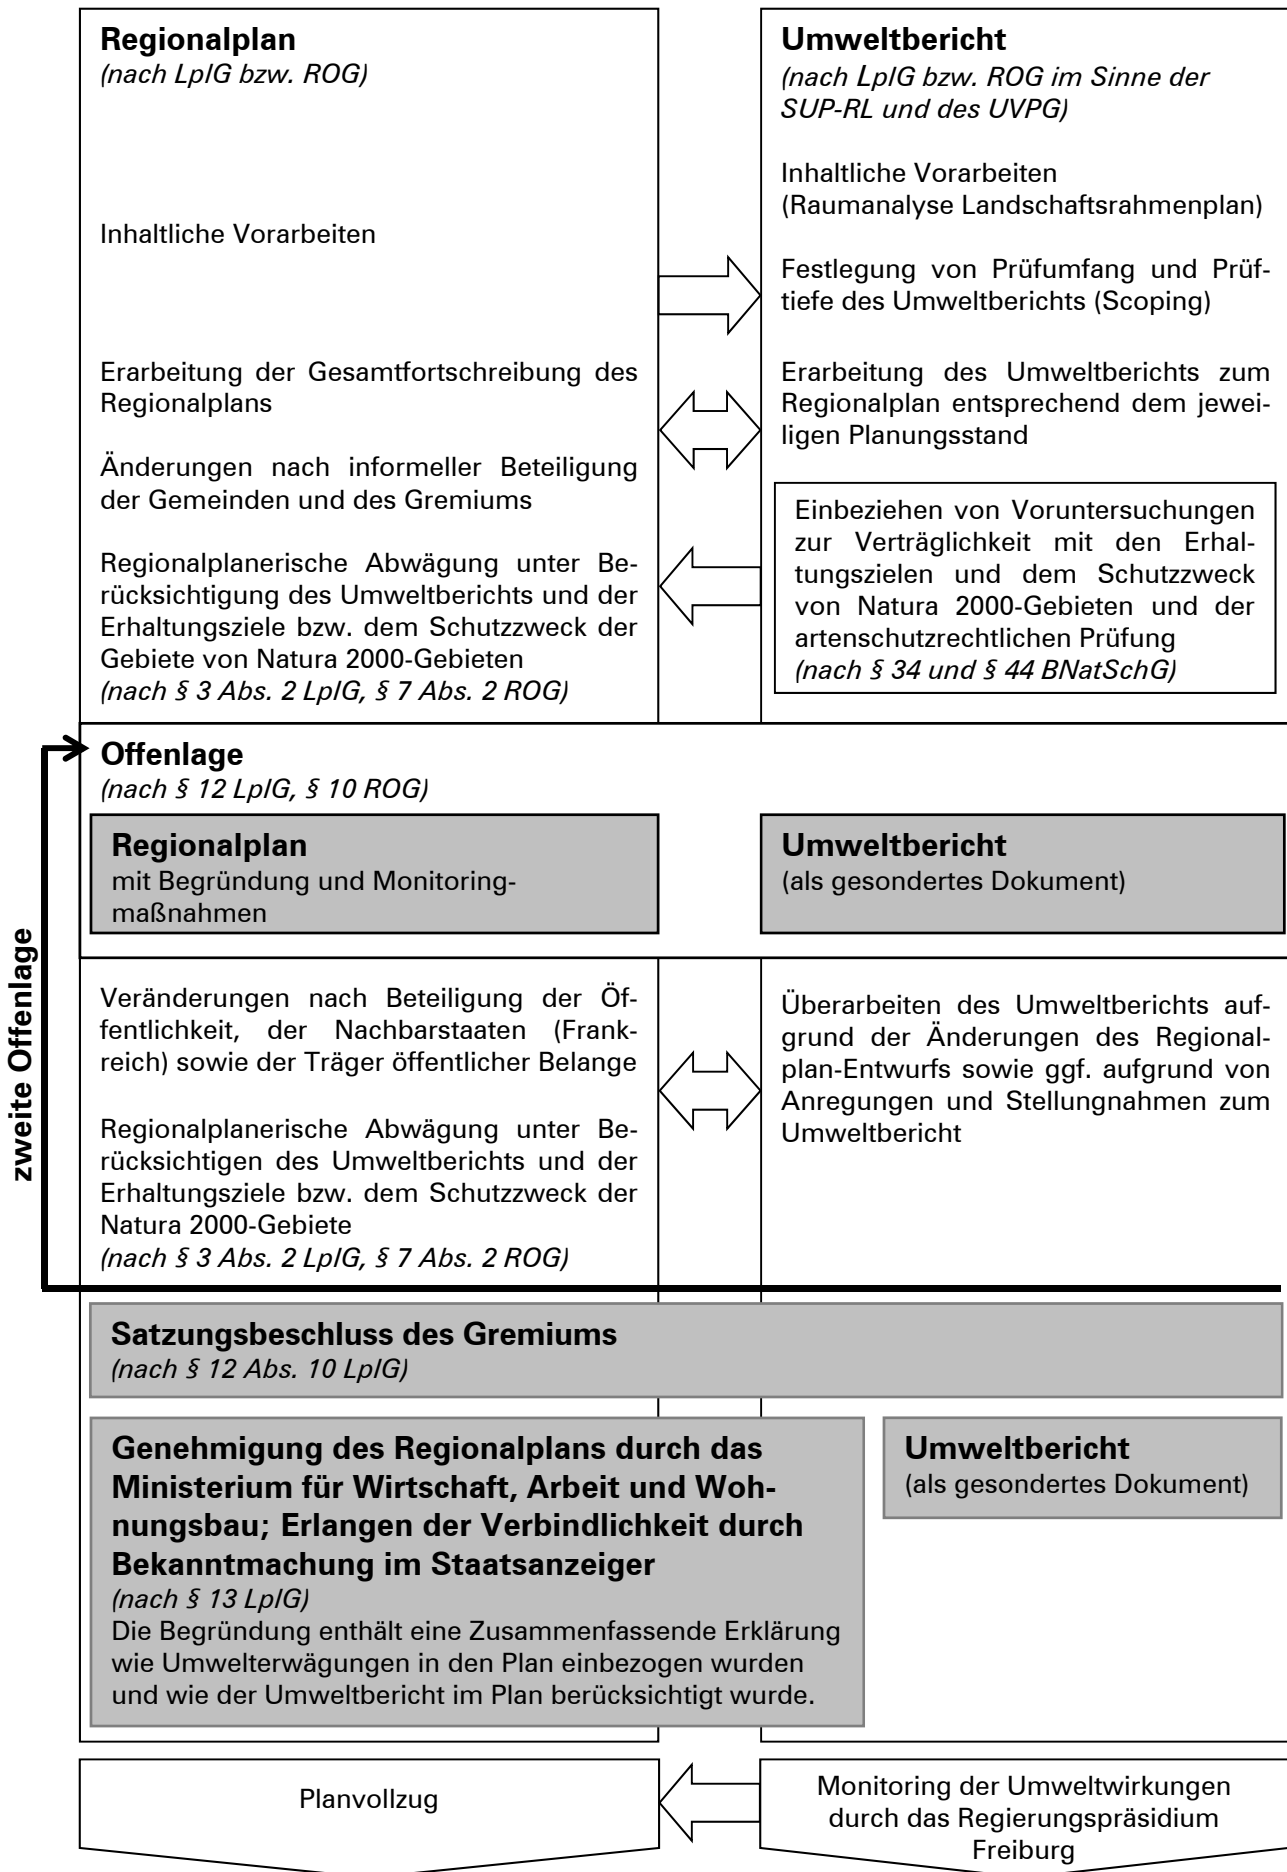 Regionalplan
(nach LplG bzw. ROG)
Inhaltliche Vorarbeiten
Erarbeitung der Gesamtfortschreibung des
Regionalplans
Änderungen nach informeller Beteiligung
der Gemeinden und des Gremiums
Regionalplanerische Abwägung unter Be-
rücksichtigung des Umweltberichts und der
Erhaltungsziele bzw. dem Schutzzweck der
Gebiete von Natura 2000-Gebieten
(nach § 3 Abs. 2 LplG, § 7 Abs. 2 ROG)
Umweltbericht
(nach LplG bzw. ROG im Sinne der
SUP-RL und des UVPG)
Inhaltliche Vorarbeiten
(Raumanalyse Landschaftsrahmenplan)
Festlegung von Prüfumfang und Prüf-
tiefe des Umweltberichts (Scoping)
Erarbeitung des Umweltberichts zum
Regionalplan entsprechend dem jewei-
ligen Planungsstand
Einbeziehen von Voruntersuchungen
zur Verträglichkeit mit den Erhal-
tungszielen und dem Schutzzweck
von Natura 2000-Gebieten und der
artenschutzrechtlichen Prüfung
(nach § 34 und § 44 BNatSchG)
Offenlage
(nach § 12 LplG, § 10 ROG)
Regionalplan
mit Begründung und Monitoring-
maßnahmen
Umweltbericht
(als gesondertes Dokument)
zweite Offenlage
Veränderungen nach Beteiligung der Öf-
fentlichkeit, der Nachbarstaaten (Frank-
reich) sowie der Träger öffentlicher Belange
Regionalplanerische Abwägung unter Be-
rücksichtigen des Umweltberichts und der
Erhaltungsziele bzw. dem Schutzzweck der
Natura 2000-Gebiete
(nach § 3 Abs. 2 LplG, § 7 Abs. 2 ROG)
Überarbeiten des Umweltberichts auf-
grund der Änderungen des Regional-
plan-Entwurfs sowie ggf. aufgrund von
Anregungen und Stellungnahmen zum
Umweltbericht
Satzungsbeschluss des Gremiums
(nach § 12 Abs. 10 LplG)
Genehmigung des Regionalplans durch das
Ministerium für Wirtschaft, Arbeit und Woh-
nungsbau; Erlangen der Verbindlichkeit durch
Bekanntmachung im Staatsanzeiger
(nach § 13 LplG)
Die Begründung enthält eine Zusammenfassende Erklärung
wie Umwelterwägungen in den Plan einbezogen wurden
und wie der Umweltbericht im Plan berücksichtigt wurde.
Umweltbericht
(als gesondertes Dokument)
Planvollzug
Monitoring der Umweltwirkungen
durch das Regierungspräsidium
Freiburg